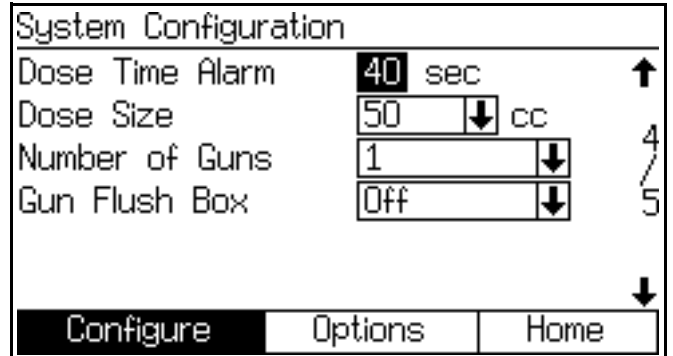 System Configuration
Dose Time Alarm 40 sec
Dose Size 50 cc
Number of Guns 1
Gun Flush Box Off
4
/
5
Configure Options Home